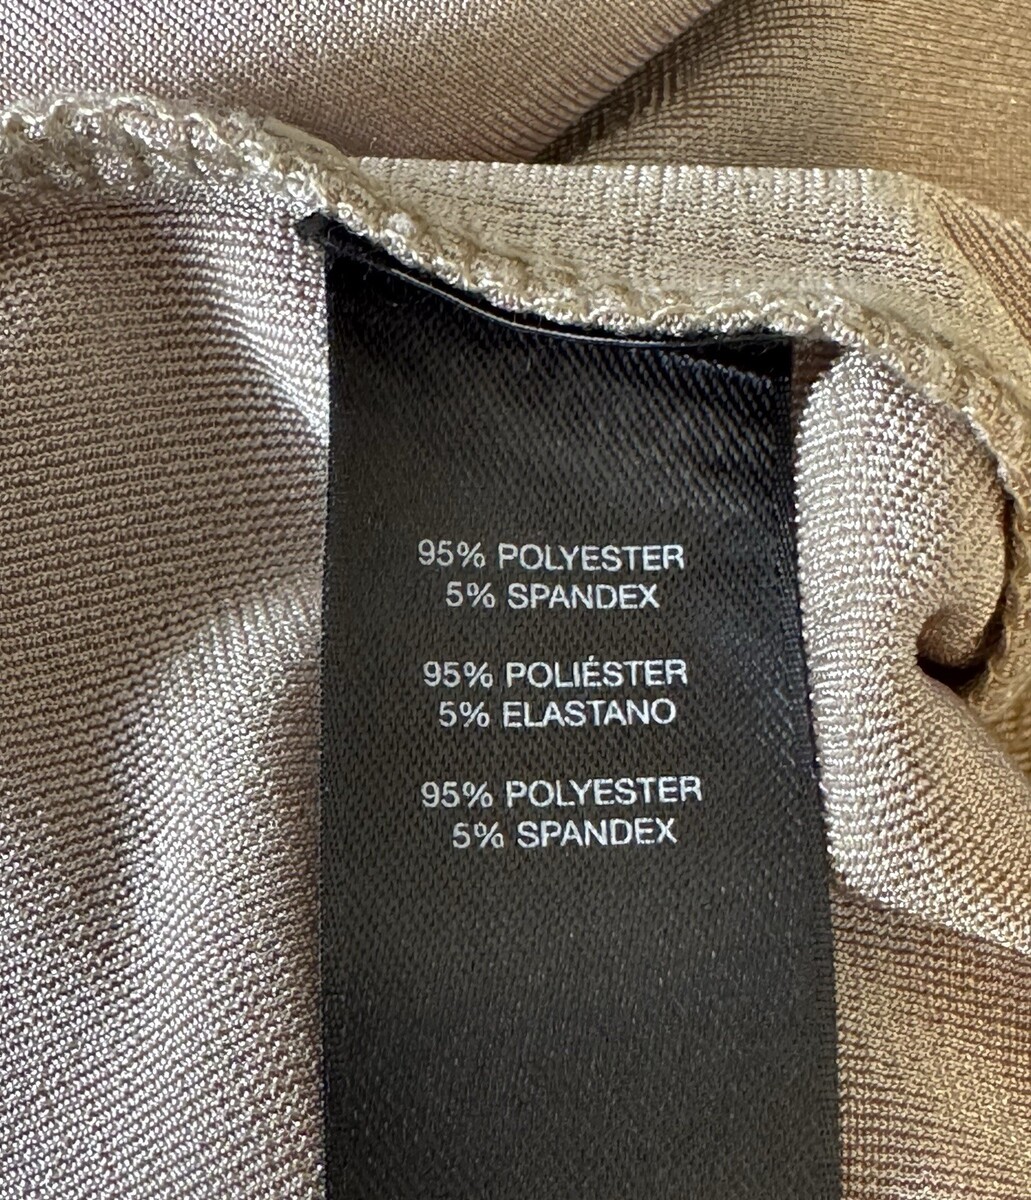 95% POLYESTER
5% SPANDEX
95% POLIÉSTER
5% ELASTANO
95% POLYESTER
5% SPANDEX